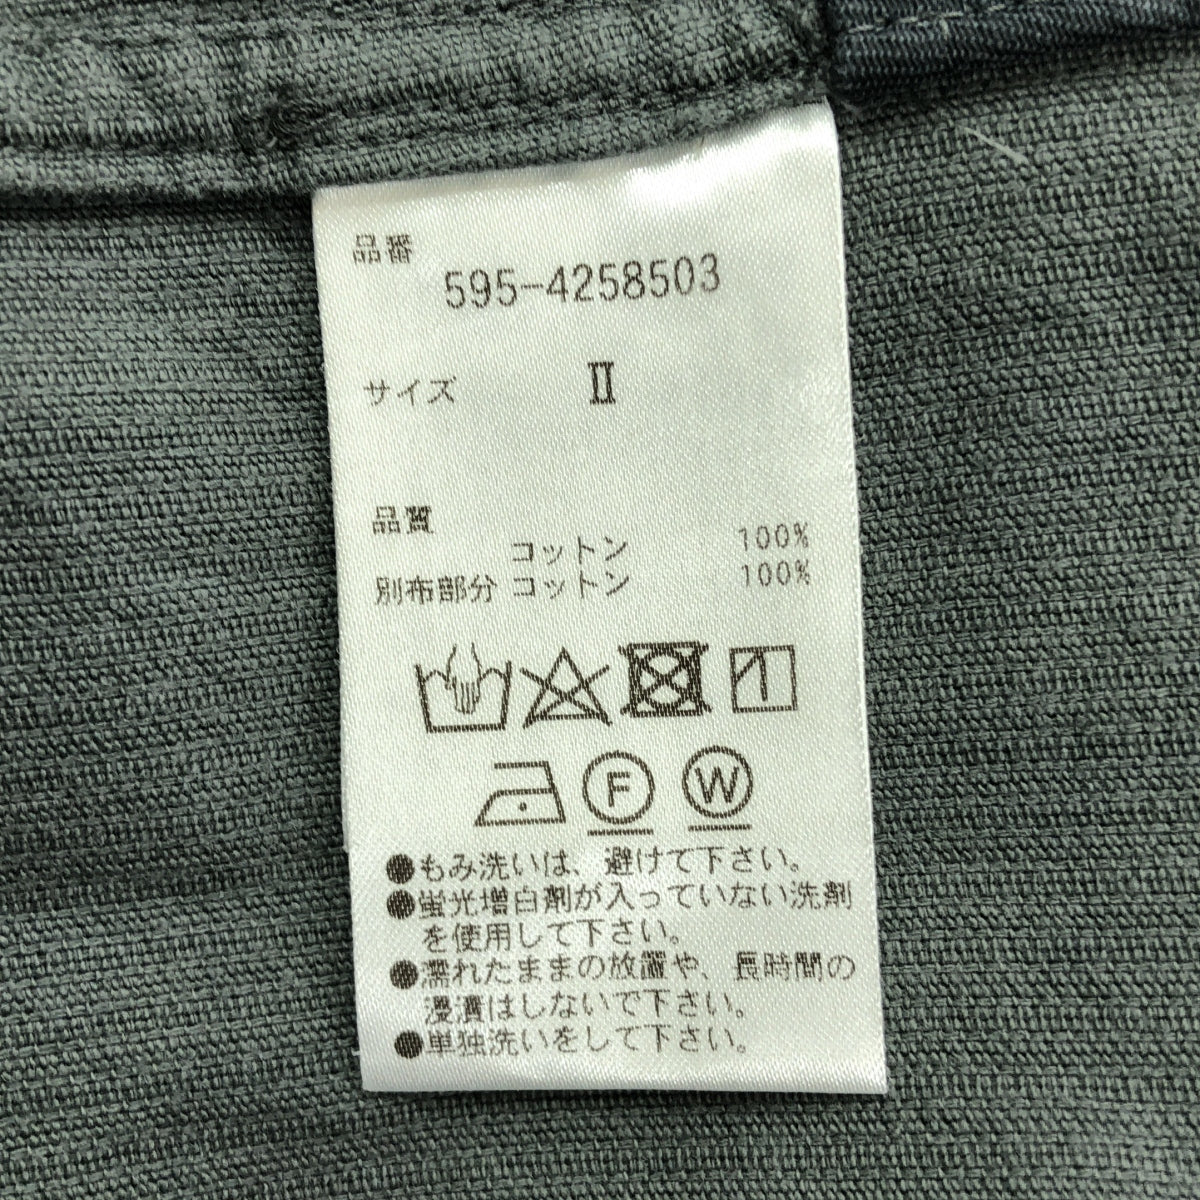 品番
595-4258503
サイズ Ⅱ
品質
コットン 100%
別布部分 コットン 100%
F W
●もみ洗いは、避けて下さい。
●蛍光増白剤が入っていない洗剤
を使用して下さい。
●濡れたままの放置や、長時間の
浸漬はしないで下さい。
●単独洗いをして下さい。